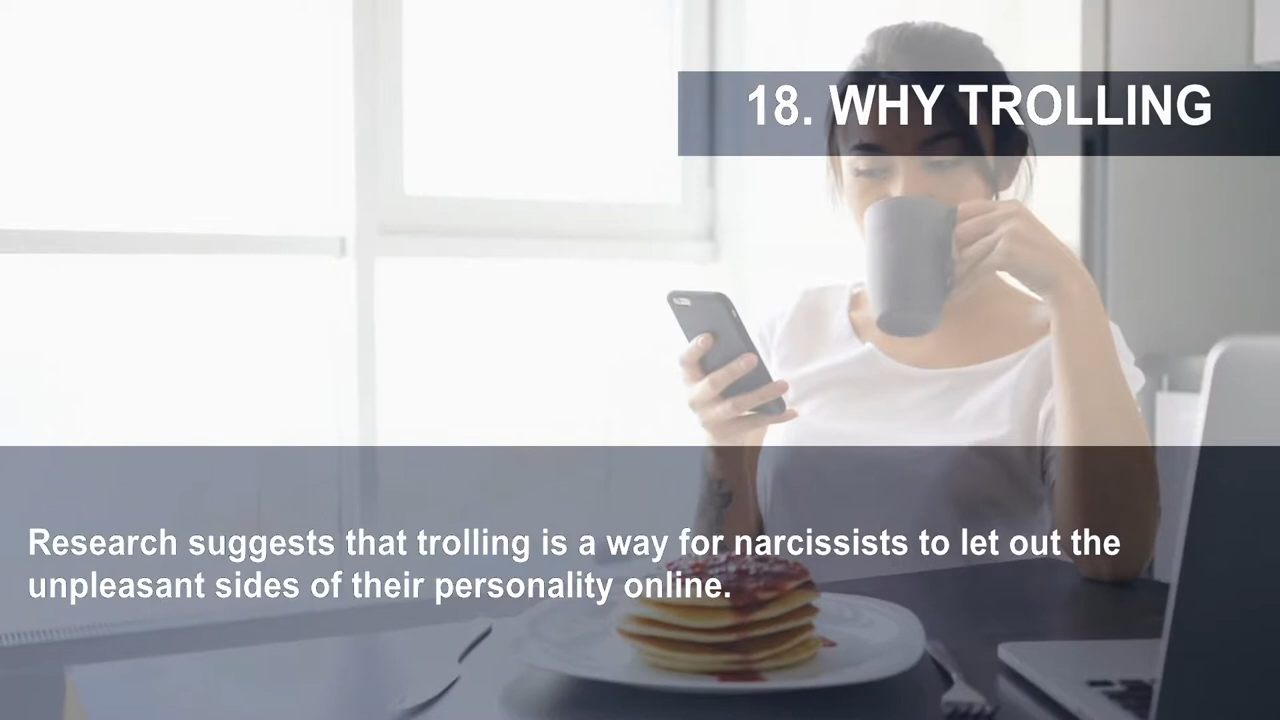 18. WHY TROLLING
Research suggests that trolling is a way for narcissists to let out the
unpleasant sides of their personality online.